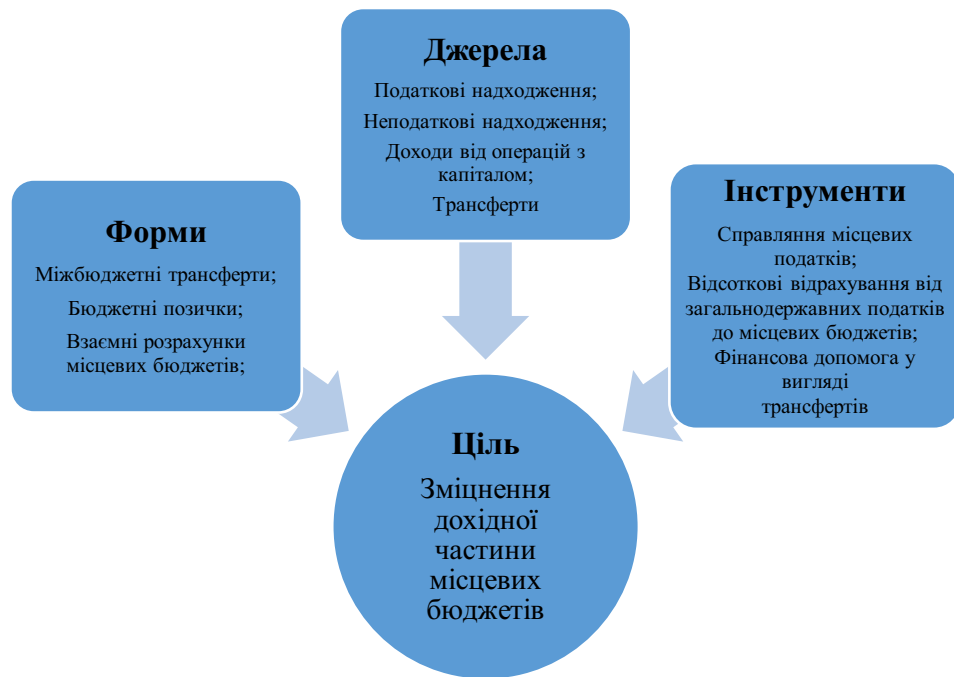 Джерела
Податкові надходження;
Неподаткові надходження;
Доходи від операцій з
капіталом;
Трансферти
Форми
Міжбюджетні трансферти;
Бюджетні позички;
Взаємні розрахунки
місцевих бюджетів;
Інструменти
Справляння місцевих
податків;
Відсоткові відрахування від
загальнодержавних податків
до місцевих бюджетів;
Фінансова допомога у
вигляді
трансфертів
Ціль
Зміцнення
дохідної
частини
місцевих
бюджетів